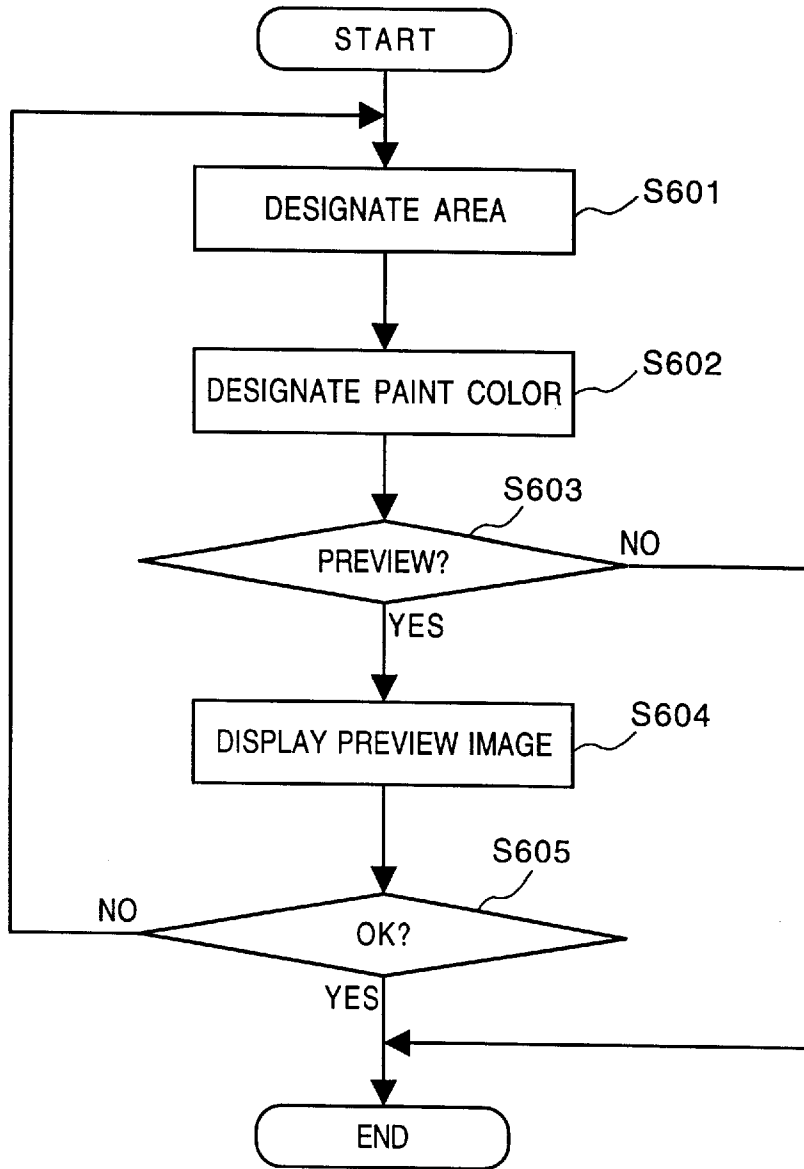 START
DESIGNATE AREA
S601
DESIGNATE PAINT COLOR
S602
S603
PREVIEW?
NO
YES
DISPLAY PREVIEW IMAGE
S604
S605
NO
OK?
YES
END